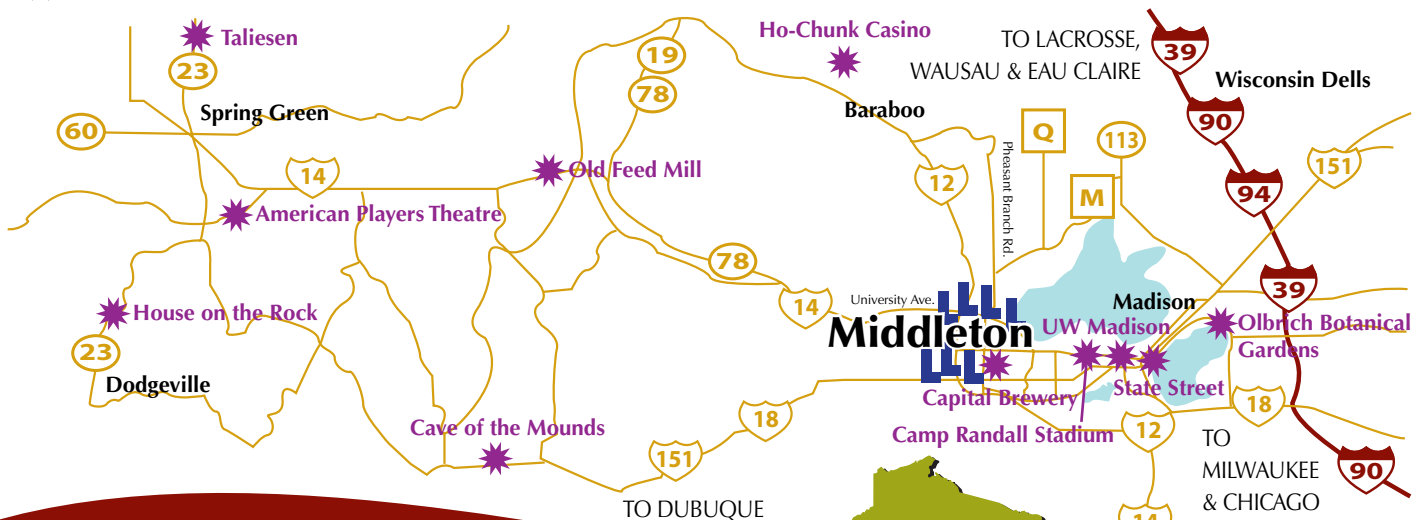 Taliesen
23
Spring Green
60
14
American Players Theatre
Old Feed Mill
19
78
Ho-Chunk Casino
TO LACROSSE,
WAUSAU & EAU CLAIRE
39
Wisconsin Dells
90
Baraboo
Q
113
151
Pheasant Branch Rd.
12
M
94
78
39
14
University Ave.
Middleton
Madison
UW Madison
Olbrich Botanical
Gardens
House on the Rock
23
Dodgeville
State Street
Capital Brewery
Camp Randall Stadium
18
18
12
Cave of the Mounds
151
TO
MILWAUKEE
& CHICAGO
90
TO DUBUQUE
14